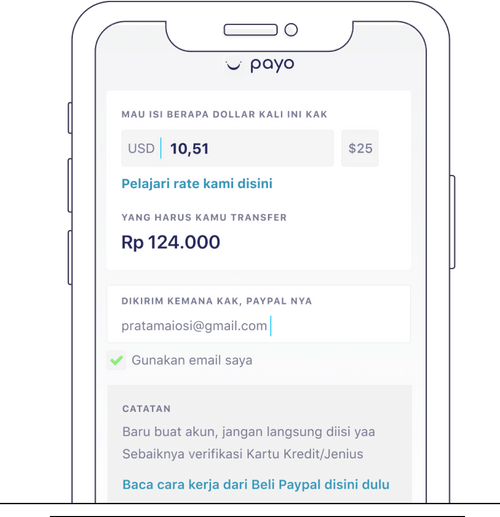 payo
MAU ISI BERAPA DOLLAR KALI INI KAK
USD 10,51 $25
Pelajari rate kami disini
YANG HARUS KAMU TRANSFER
Rp 124.000
DIKIRIM KEMANA KAK, PAYPAL NYA
pratamaiosi@gmail.com
Gunakan email saya
CATATAN
Baru buat akun, jangan langsung diisi yaa
Sebaiknya verifikasi Kartu Kredit/Jenius
Baca cara kerja dari Beli Paypal disini dulu